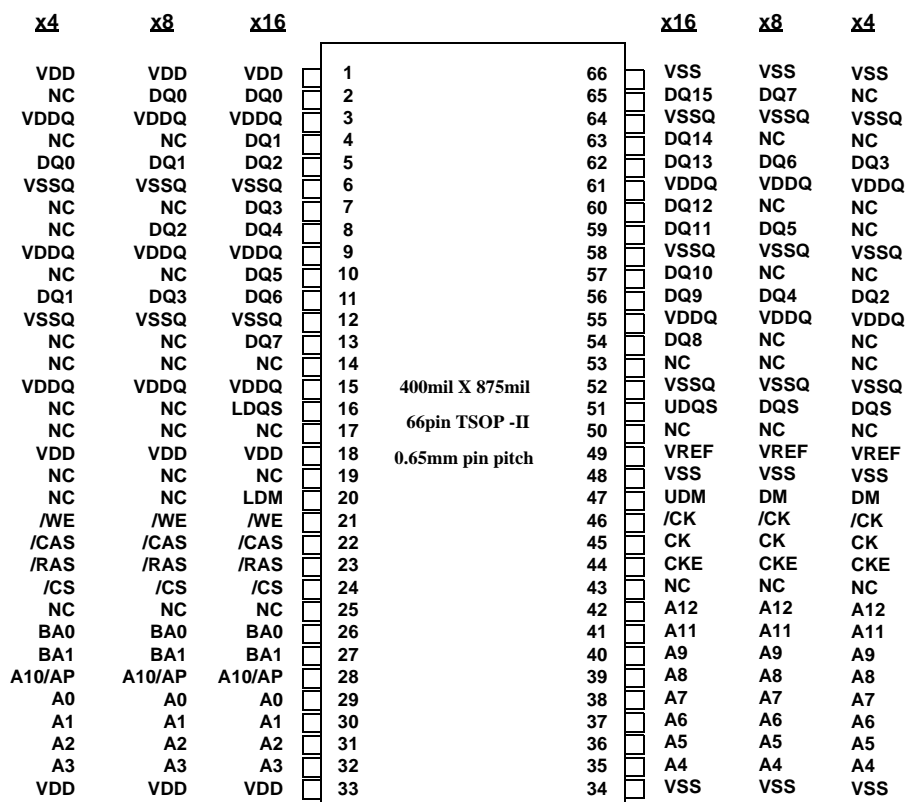 x4 x8 x16 x16 x8 x4
VDD VDD VDD 1 66 VSS VSS VSS
NC DQ0 DQ0 2 65 DQ15 DQ7 NC
VDDQ VDDQ VDDQ 3 64 VSSQ VSSQ VSSQ
NC NC DQ1 4 63 DQ14 NC NC
DQ0 DQ1 DQ2 5 62 DQ13 DQ6 DQ3
VSSQ VSSQ VSSQ 6 61 VDDQ VDDQ VDDQ
NC NC DQ3 7 60 DQ12 NC NC
NC DQ2 DQ4 8 59 DQ11 DQ5 NC
VDDQ VDDQ VDDQ 9 58 VSSQ VSSQ VSSQ
NC NC DQ5 10 57 DQ10 NC NC
DQ1 DQ3 DQ6 11 56 DQ9 DQ4 DQ2
VSSQ VSSQ VSSQ 12 55 VDDQ VDDQ VDDQ
NC NC DQ7 13 54 DQ8 NC NC
NC NC NC 14 53 NC NC NC
VDDQ VDDQ VDDQ 15 400mil X 875mil 52 VSSQ VSSQ VSSQ
NC NC LDQS 16 51 UDQS DQS DQS
66pin TSOP -II
NC NC NC 17 50 NC NC NC
VDD VDD VDD 18 0.65mm pin pitch 49 VREF VREF VREF
NC NC NC 19 48 VSS VSS VSS
NC NC LDM 20 47 UDM DM DM
/WE /WE /WE 21 46 /CK /CK /CK
/CAS /CAS /CAS 22 45 CK CK CK
/RAS /RAS /RAS 23 44 CKE CKE CKE
/CS /CS /CS 24 43 NC NC NC
NC NC NC 25 42 A12 A12 A12
BA0 BA0 BA0 26 41 A11 A11 A11
BA1 BA1 BA1 27 40 A9 A9 A9
A10/AP A10/AP A10/AP 28 39 A8 A8 A8
A0 A0 A0 29 38 A7 A7 A7
A1 A1 A1 30 37 A6 A6 A6
A2 A2 A2 31 36 A5 A5 A5
A3 A3 A3 32 35 A4 A4 A4
VDD VDD VDD 33 34 VSS VSS VSS